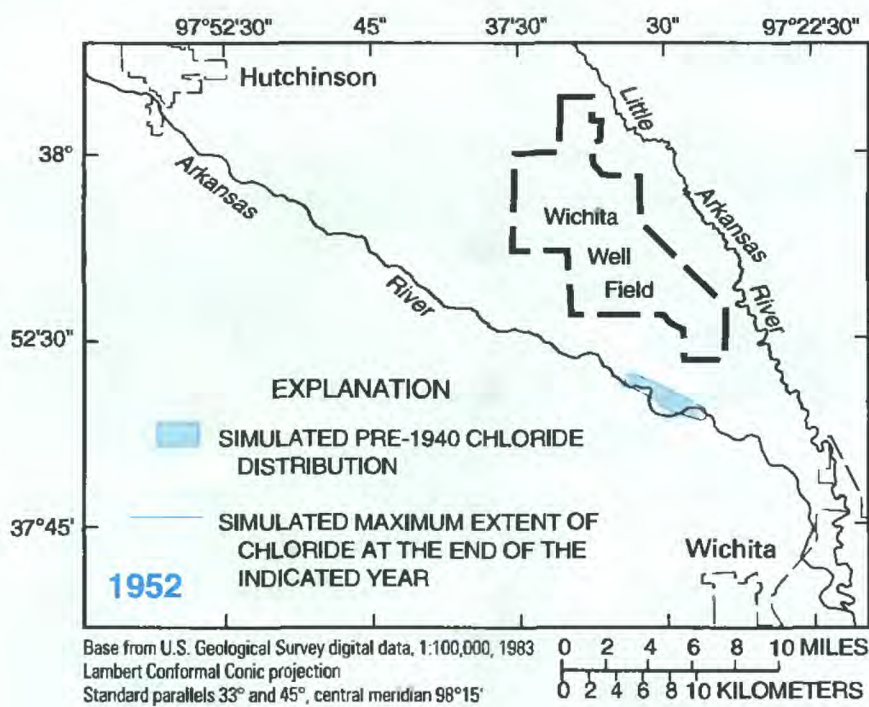 97°52'30" 45" 37'30" 30" 97°22'30"
Hutchinson
38°
Little
Arkansas
River
Arkansas
River
Wichita
Well
Field
52'30"
EXPLANATION
SIMULATED PRE-1940 CHLORIDE
DISTRIBUTION
SIMULATED MAXIMUM EXTENT OF
CHLORIDE AT THE END OF THE
INDICATED YEAR
37°45'
1952
Wichita
Base from U.S. Geological Survey digital data, 1:100,000, 1983
Lambert Conformal Conic projection
Standard parallels 33° and 45°, central meridian 98°15'
0 2 4 6 8 10 MILES
0 2 4 6 8 10 KILOMETERS